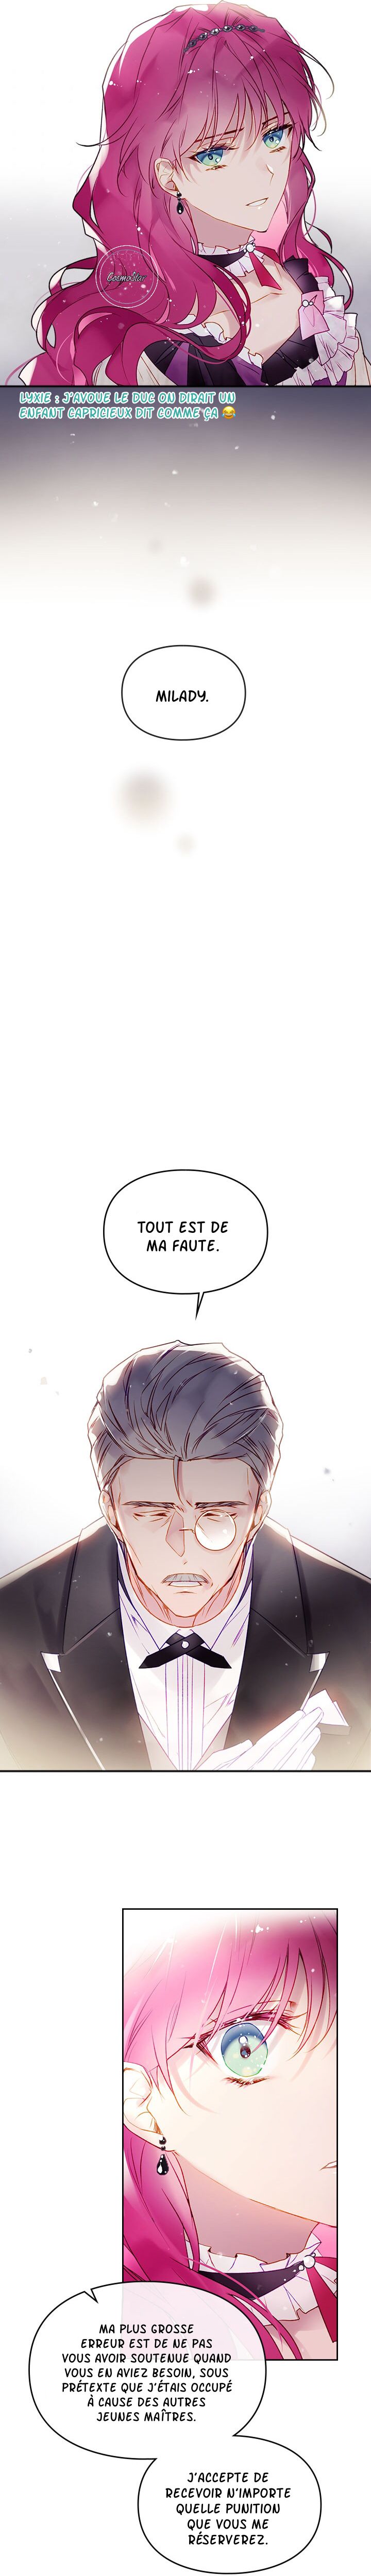 CosmoStar
LYXIE : J'AVOUE LE DUC ON DIRAIT UN
ENFANT CAPRICIEUX DIT COMME ÇA 😂
MILADY.
TOUT EST DE
MA FAUTE.
MA PLUS GROSSE
ERREUR EST DE NE PAS
VOUS AVOIR SOUTENUE QUAND
VOUS EN AVIEZ BESOIN, SOUS
PRÉTEXTE QUE J'ÉTAIS OCCUPÉ
À CAUSE DES AUTRES
JEUNES MAÎTRES.
J'ACCEPTE DE
RECEVOIR N'IMPORTE
QUELLE PUNITION
QUE VOUS ME
RÉSERVEREZ.